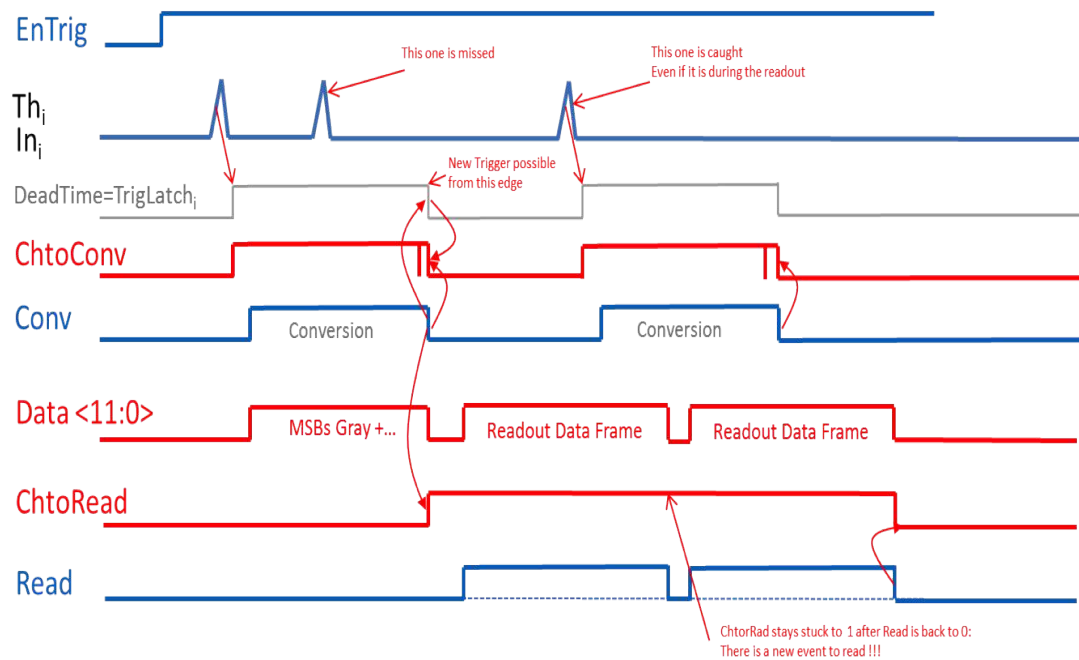 EnTrig
This one is missed
This one is caught
Even if it is during the readout
Thi
Ini
New Trigger possible
from this edge
DeadTime=TrigLatchi
ChtoConv
Conv
Conversion
Conversion
Data <11:0>
MSBs Gray +...
Readout Data Frame
Readout Data Frame
ChtoRead
Read
ChtorRad stays stuck to 1 after Read is back to 0:
There is a new event to read !!!